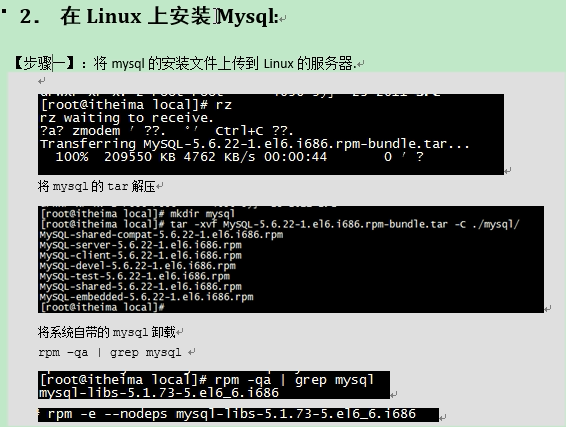 2. 在 Linux 上安装 Mysql:
【步骤一】：将 mysql 的安装文件上传到 Linux 的服务器.
[root@itheima local]# rz
rz waiting to receive.
?a? zmodem ′ ??. °′ Ctrl+C ??.
Transferring MySQL-5.6.22-1.el6.i686.rpm-bundle.tar...
100% 209550 KB 4762 KB/s 00:00:44 0 ′ ?
将 mysql 的 tar 解压
[root@itheima local]# mkdir mysql
[root@itheima local]# tar -xvf MySQL-5.6.22-1.el6.i686.rpm-bundle.tar -C ./mysql/
MySQL-shared-compat-5.6.22-1.el6.i686.rpm
MySQL-server-5.6.22-1.el6.i686.rpm
MySQL-client-5.6.22-1.el6.i686.rpm
MySQL-devel-5.6.22-1.el6.i686.rpm
MySQL-test-5.6.22-1.el6.i686.rpm
MySQL-shared-5.6.22-1.el6.i686.rpm
MySQL-embedded-5.6.22-1.el6.i686.rpm
[root@itheima local]#
将系统自带的 mysql 卸载
rpm -qa | grep mysql
[root@itheima local]# rpm -qa | grep mysql
mysql-libs-5.1.73-5.el6_6.i686
# rpm -e --nodeps mysql-libs-5.1.73-5.el6_6.i686